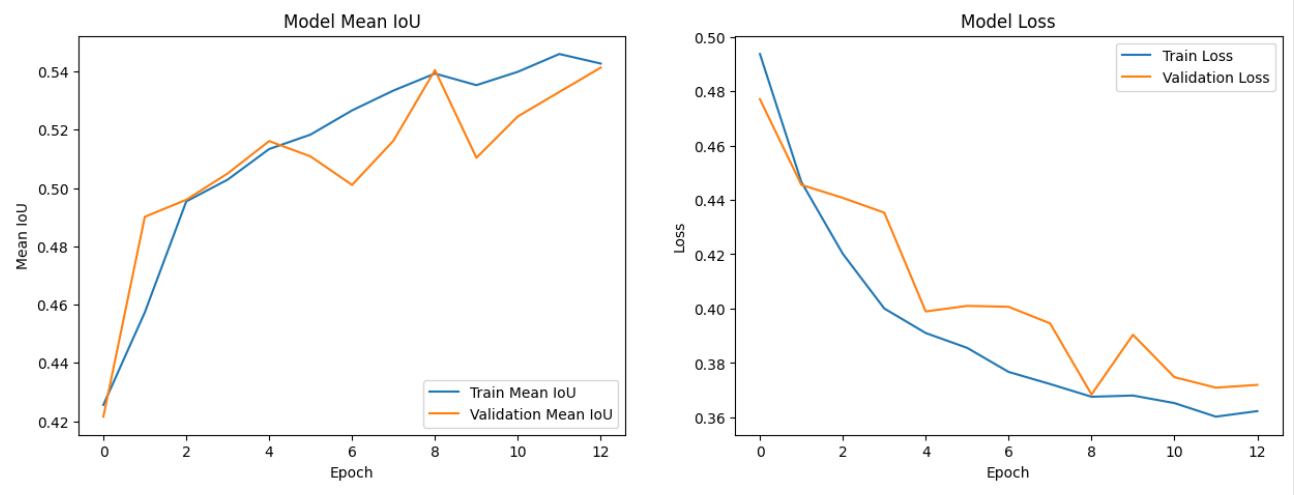 Model Mean IoU
Mean IoU
0.54
0.52
0.50
0.48
0.46
0.44
0.42
Train Mean IoU
Validation Mean IoU
0 2 4 6 8 10 12
Epoch
Model Loss
Loss
0.50
0.48
0.46
0.44
0.42
0.40
0.38
0.36
Train Loss
Validation Loss
0 2 4 6 8 10 12
Epoch